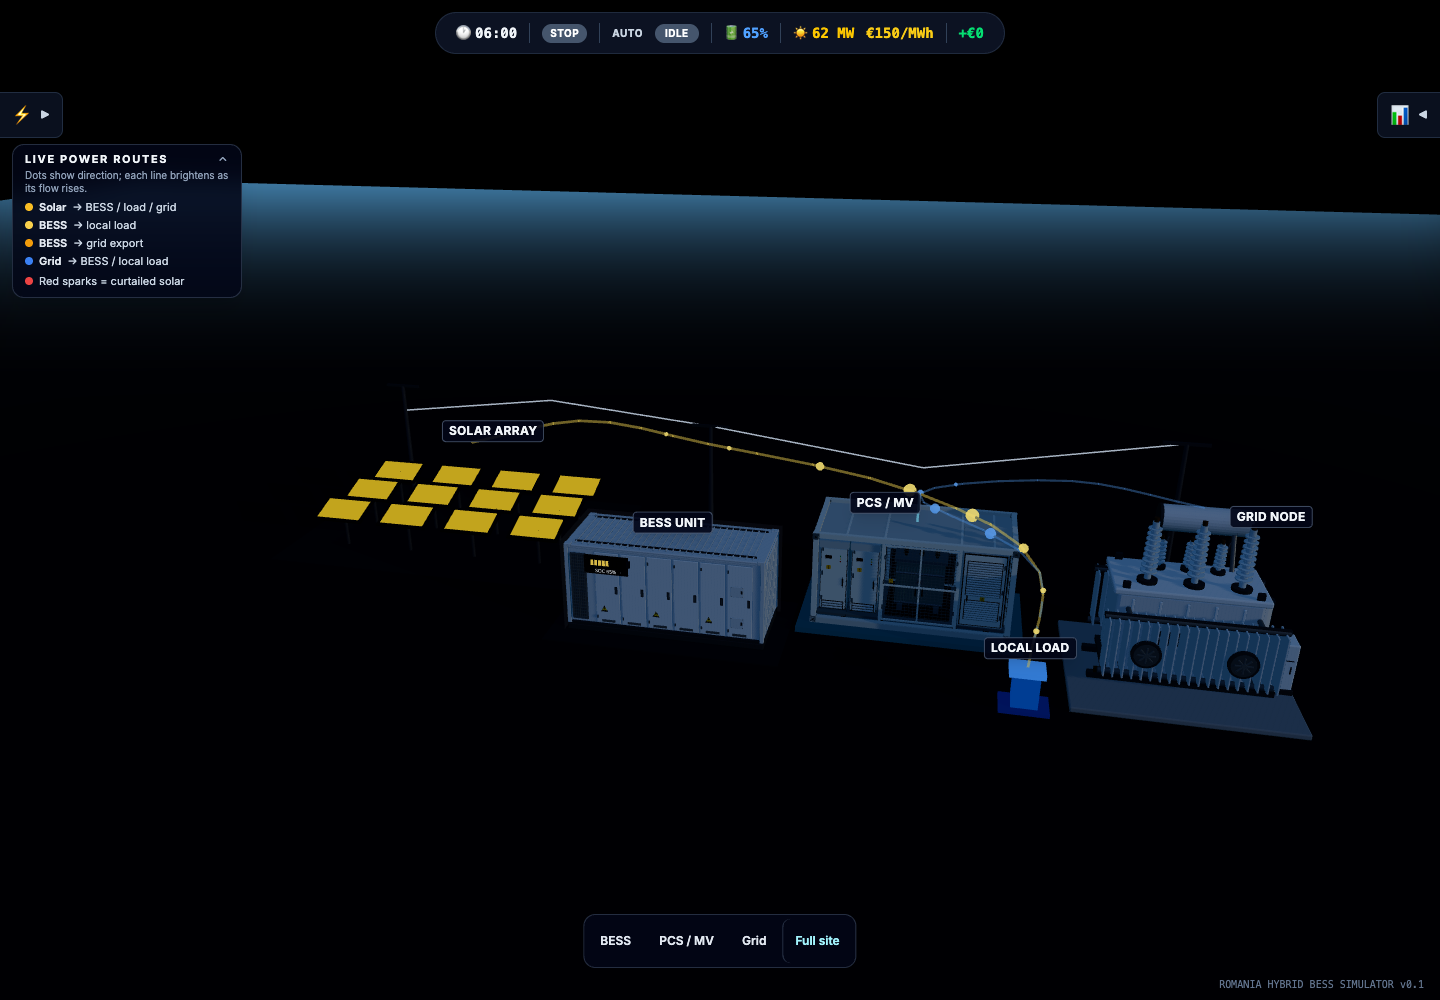 06:00 STOP AUTO IDLE 65% 62 MW €150/MWh +€0
LIVE POWER ROUTES
Dots show direction; each line brightens as
its flow rises.
Solar → BESS / load / grid
BESS → local load
BESS → grid export
Grid → BESS / local load
Red sparks = curtailed solar
SOLAR ARRAY
BESS UNIT
PCS / MV
GRID NODE
SOC 65%
LOCAL LOAD
BESS PCS / MV Grid Full site
ROMANIA HYBRID BESS SIMULATOR v0.1